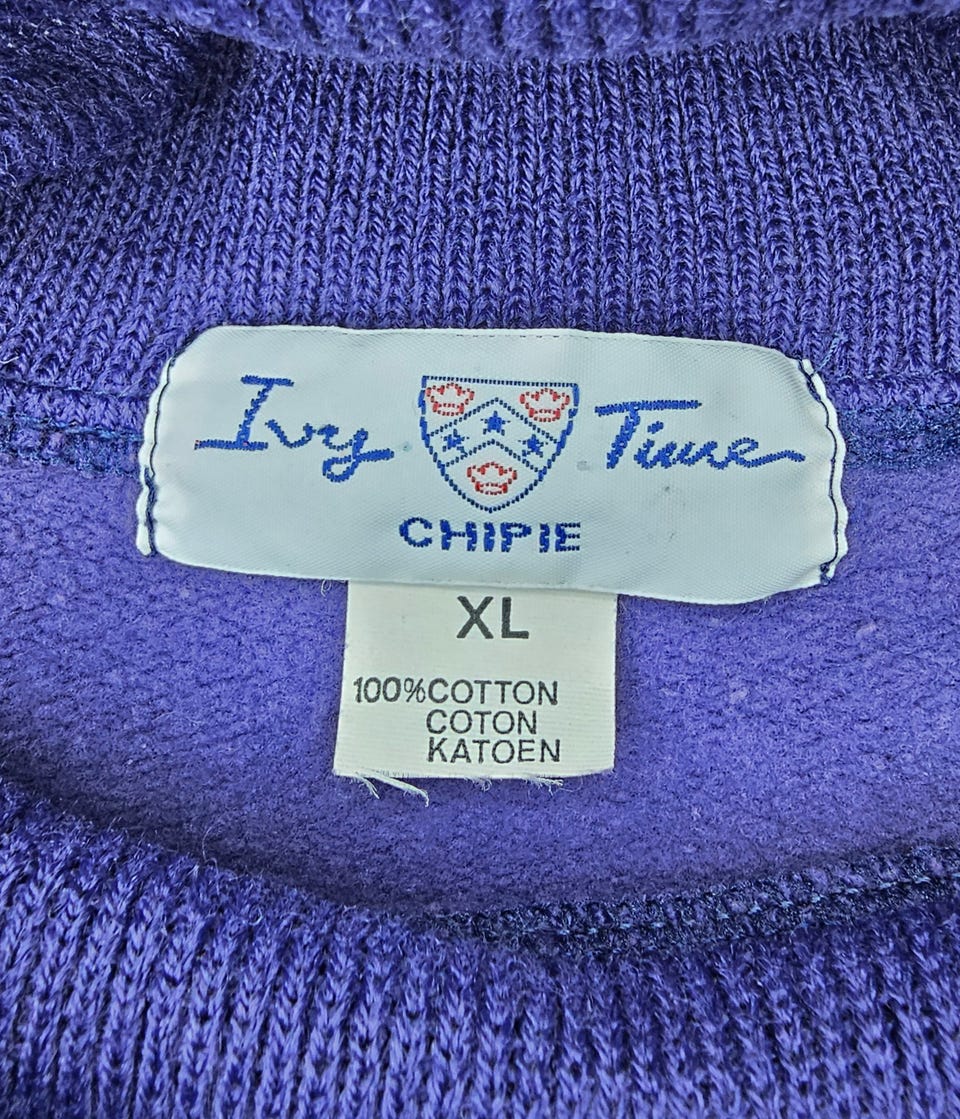 Ivy Time
CHIPIE
XL
100%COTTON
COTON
KATOEN